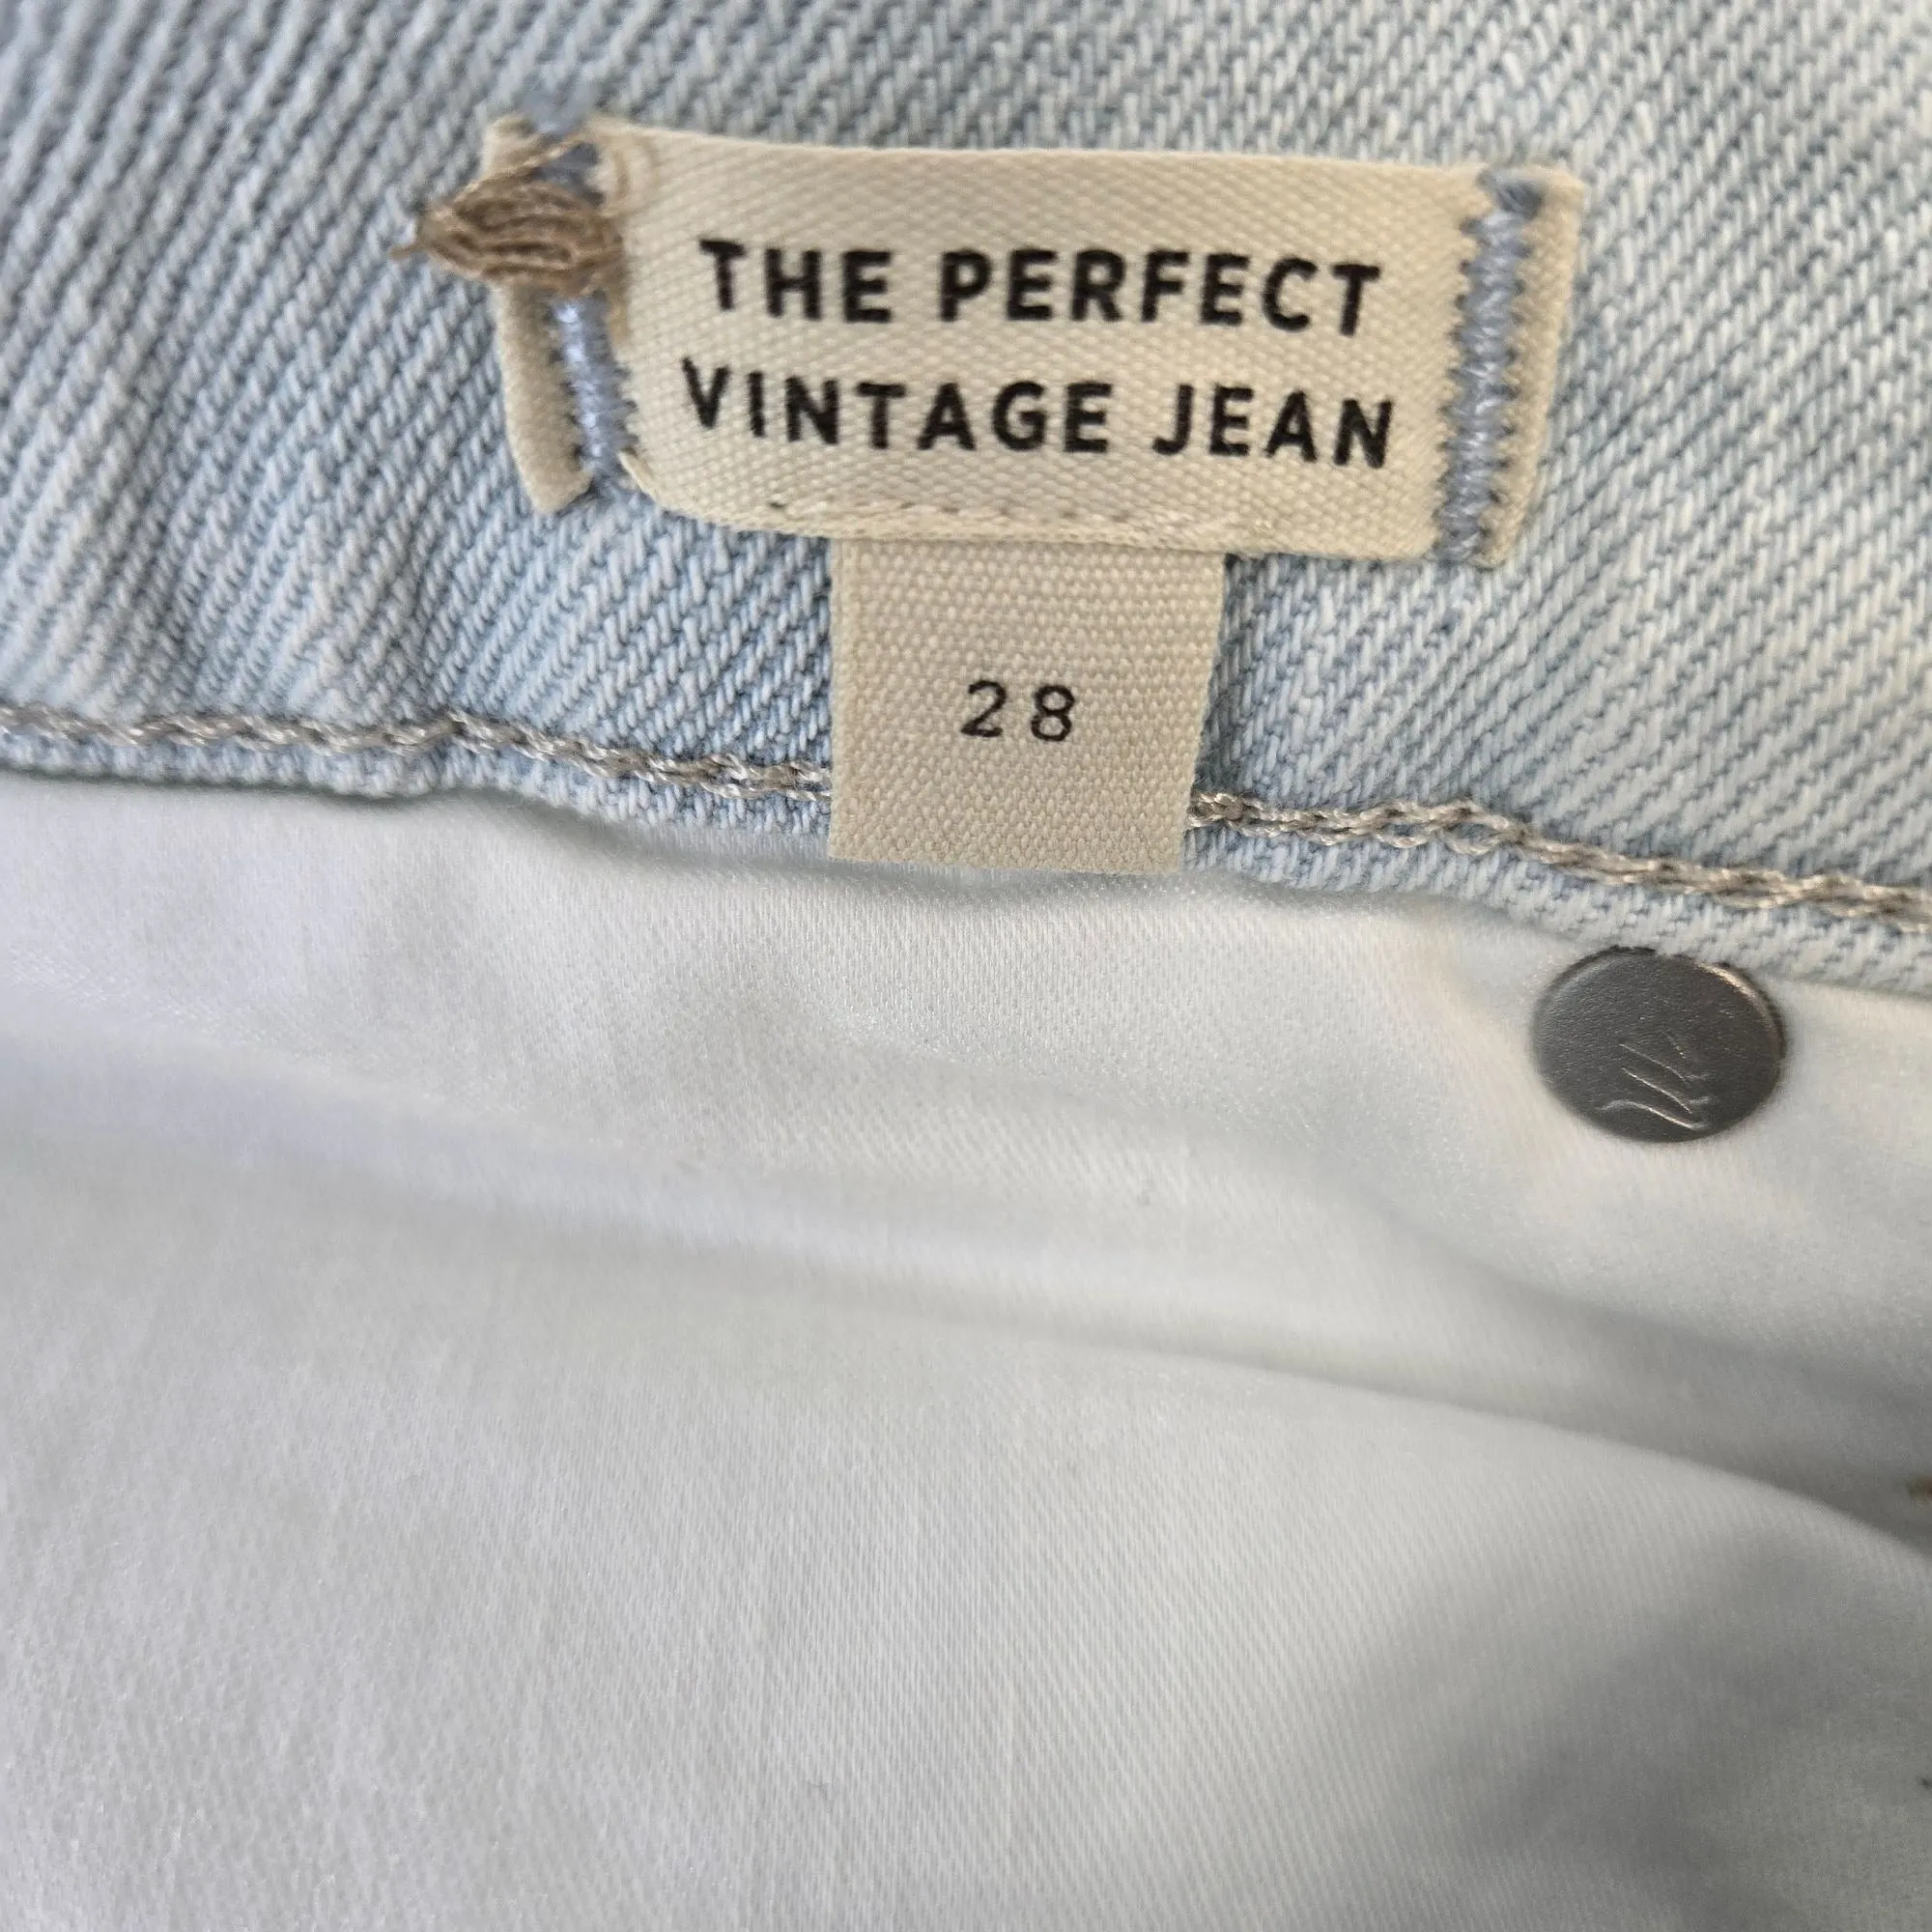 THE PERFECT
VINTAGE JEAN
28